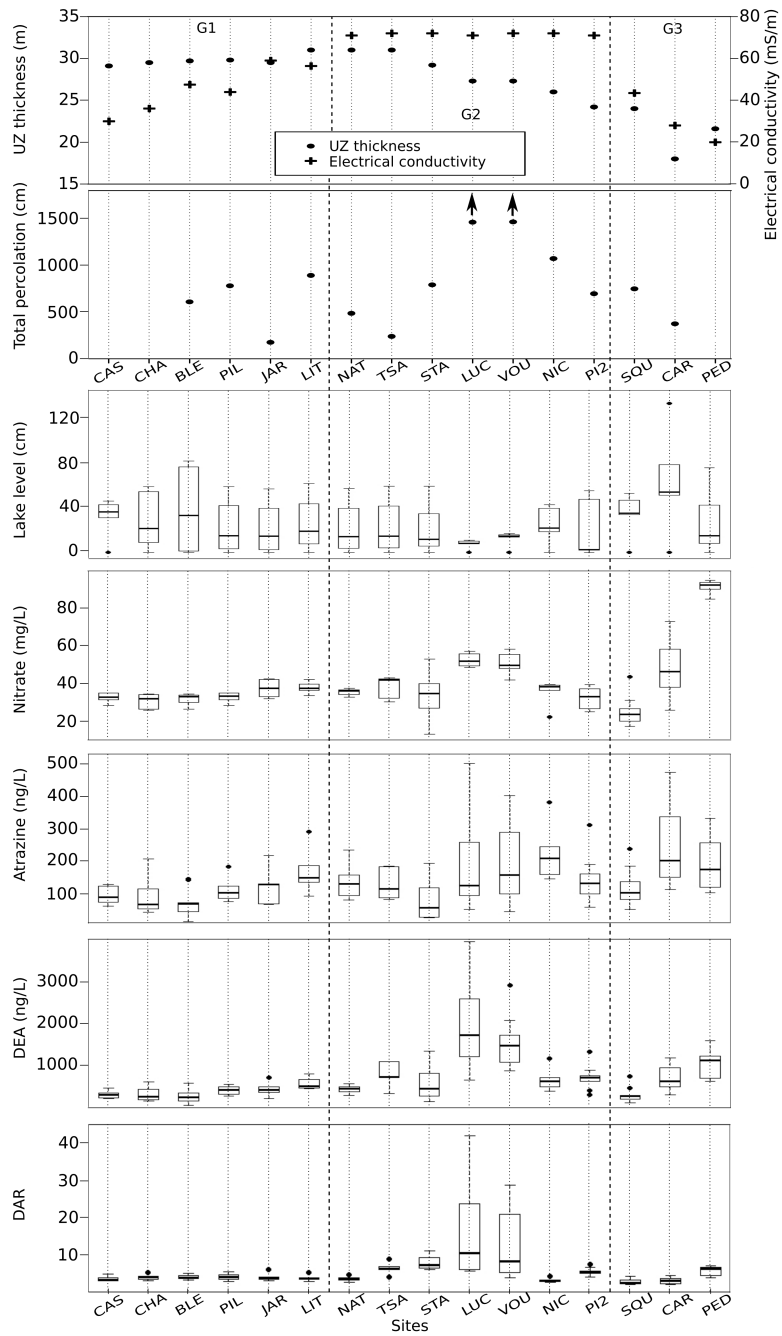 G1
G2
G3
UZ thickness (m)
35
30
25
20
15
Electrical conductivity (mS/m)
80
60
40
20
0
UZ thickness
Electrical conductivity
Total percolation (cm)
1500
1000
500
0
CAS CHA BLE PIL JAR LIT NAT TSA STA LUC VOU NIC PI2 SQU CAR PED
Lake level (cm)
120
80
40
0
Nitrate (mg/L)
80
60
40
20
Atrazine (ng/L)
500
400
300
200
100
DEA (ng/L)
3000
2000
1000
DAR
40
30
20
10
CAS CHA BLE PIL JAR LIT NAT TSA STA LUC VOU NIC PI2 SQU CAR PED
Sites